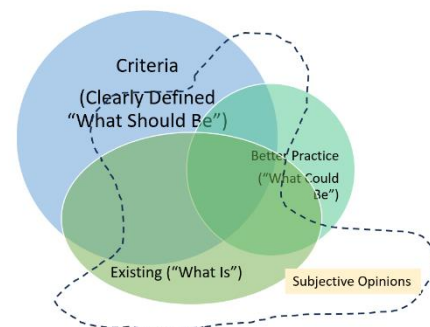 Criteria
(Clearly Defined
“What Should Be”)
Better Practice
(“What Could
Be”)
Existing (“What Is”)
Subjective Opinions